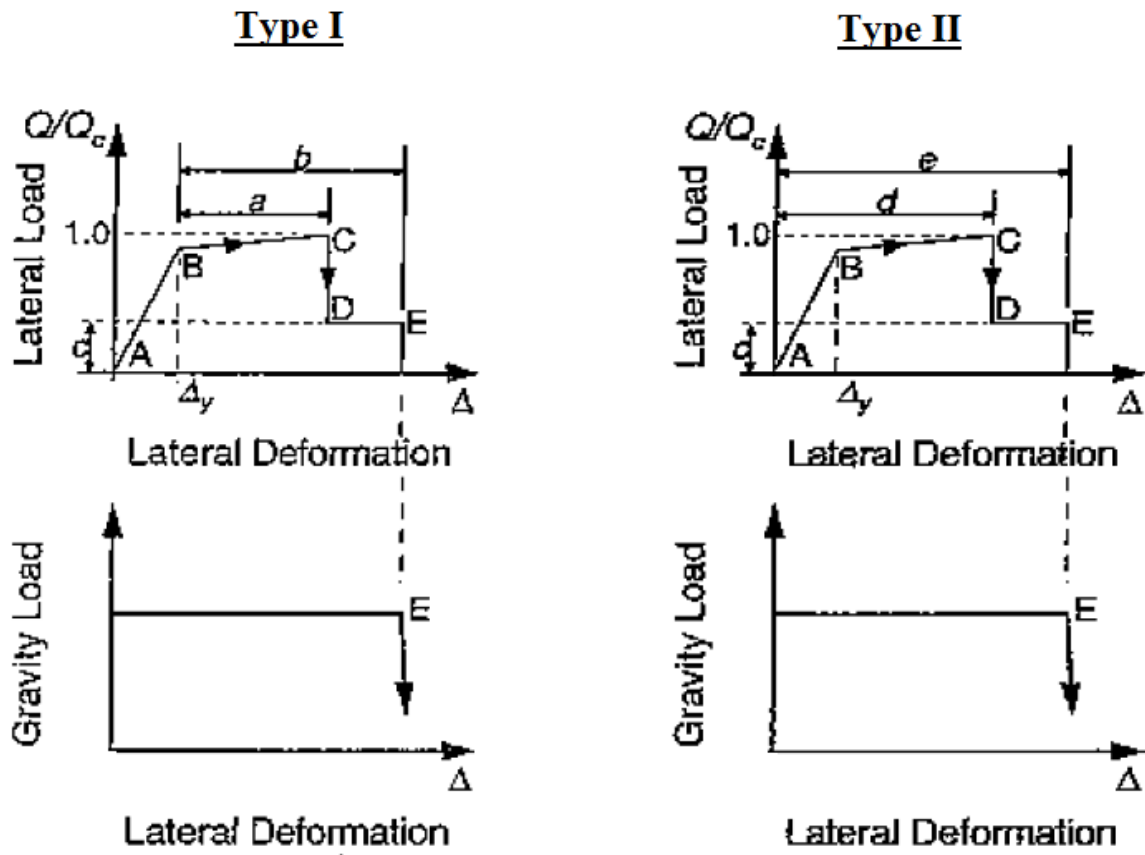 Type I
Q/Qc
Lateral Load
1.0
b
a
B
C
D
E
A
c
Δy
Δ
Lateral Deformation
Gravity Load
E
Δ
Lateral Deformation
Type II
Q/Qc
Lateral Load
1.0
e
d
B
C
D
E
A
c
Δy
Δ
Lateral Deformation
Gravity Load
E
Δ
Lateral Deformation